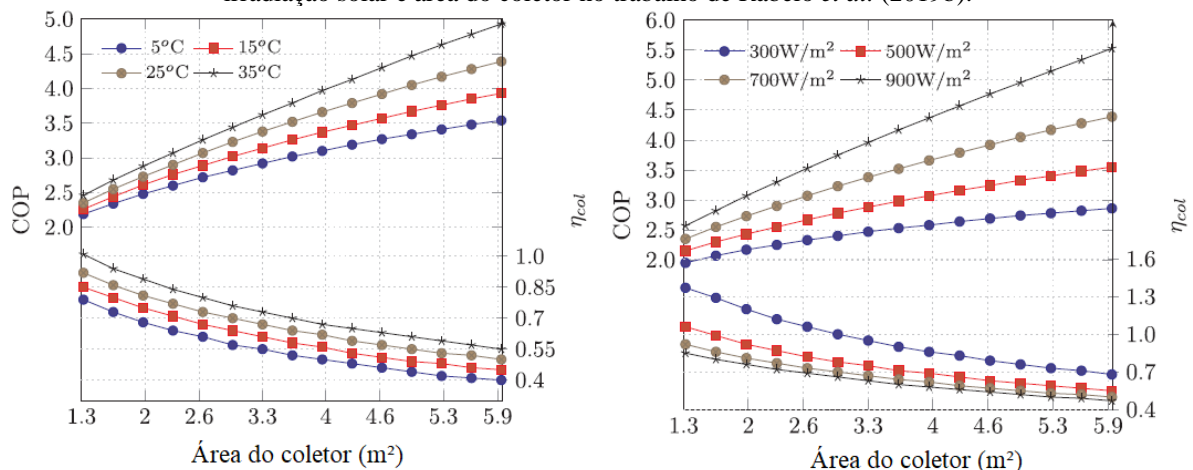 irradiação solar e área do coletor no trabalho de Rabelo et al. (2019b).
5.0
4.5
4.0
3.5
3.0
2.5
2.0
COP
5ºC 15ºC
25ºC 35ºC
η_col
1.0
0.85
0.7
0.55
0.4
1.3 2 2.6 3.3 4 4.6 5.3 5.9
Área do coletor (m²)
6.0
5.5
5.0
4.5
4.0
3.5
3.0
2.5
2.0
COP
300W/m² 500W/m²
700W/m² 900W/m²
η_col
1.6
1.3
1.0
0.7
0.4
1.3 2 2.6 3.3 4 4.6 5.3 5.9
Área do coletor (m²)